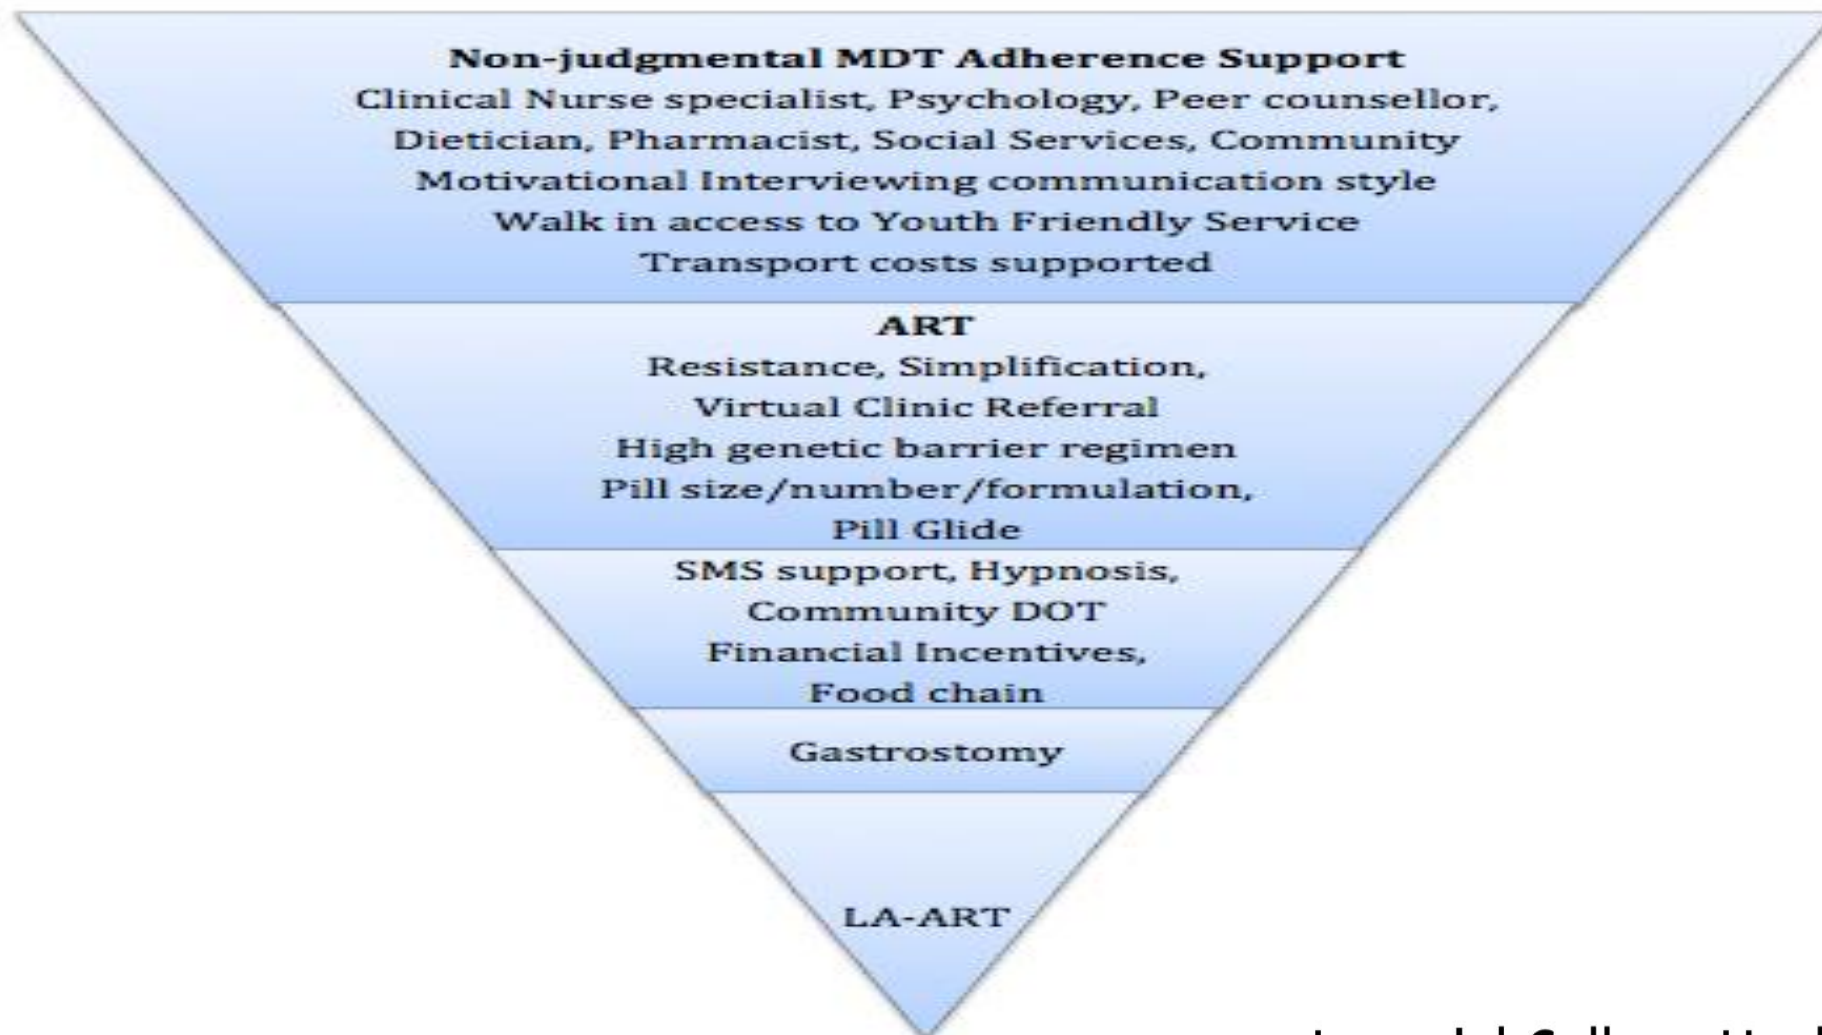 Non-judgmental MDT Adherence Support
Clinical Nurse specialist, Psychology, Peer counsellor,
Dietician, Pharmacist, Social Services, Community
Motivational Interviewing communication style
Walk in access to Youth Friendly Service
Transport costs supported
ART
Resistance, Simplification,
Virtual Clinic Referral
High genetic barrier regimen
Pill size/number/formulation,
Pill Glide
SMS support, Hypnosis,
Community DOT
Financial Incentives,
Food chain
Gastrostomy
LA-ART